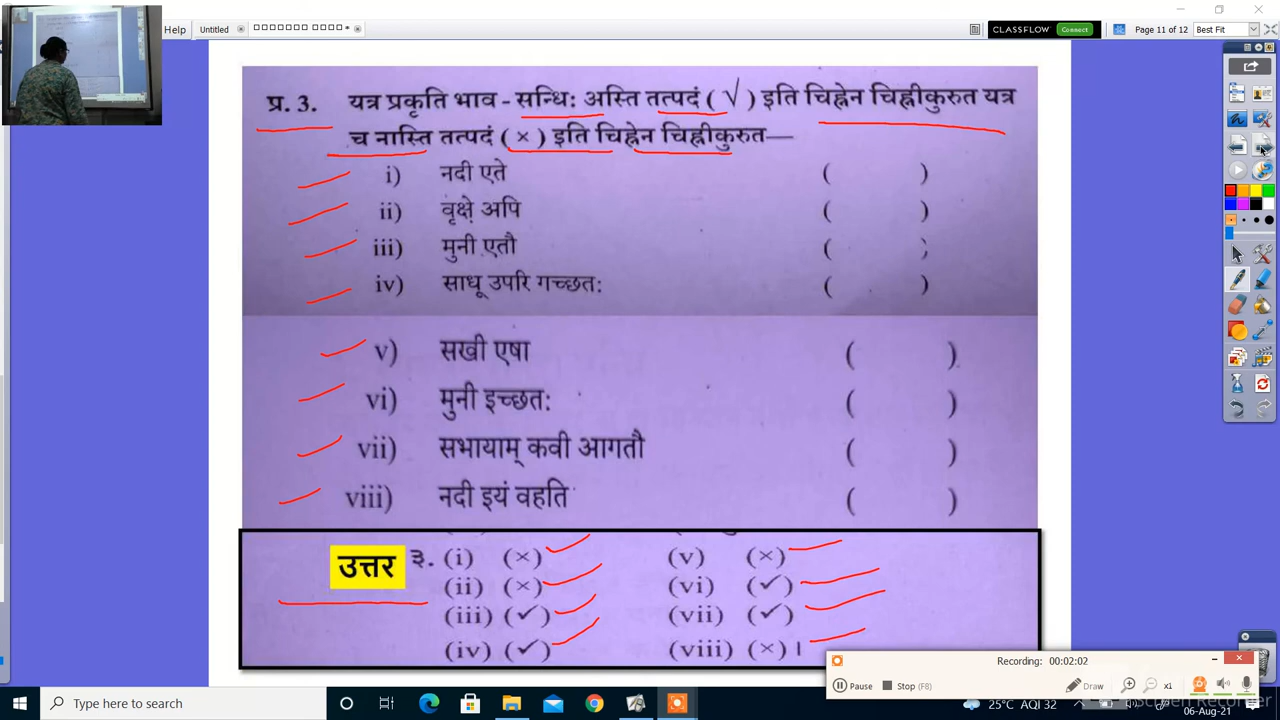 Help
Untitled
CLASSFLOW Connect
Page 11 of 12
Best Fit
प्र. 3. यत्र प्रकृति भाव - सान्धि: अस्ति तत्पदं ( √ ) इति चिह्नेन चिह्नीकुरुत यत्र
च नास्ति तत्पदं ( × ) इति चिह्नेन चिह्नीकुरुत—
i) नदी एते ( )
ii) वृक्षे अपि ( )
iii) मुनी एतौ ( )
iv) साधू उपरि गच्छत: ( )
v) सखी एषा ( )
vi) मुनी इच्छत: ( )
vii) सभायाम् कवी आगतौ ( )
viii) नदी इयं वहति ( )
उत्तर ३. (i) (×) (v) (×)
(ii) (×) (vi) (✓)
(iii) (✓) (vii) (✓)
(iv) (✓) (viii) (×)।
Recording: 00:02:02
Pause Stop (F8) Draw x1
Type here to search
25°C AQI 32
06-Aug-21